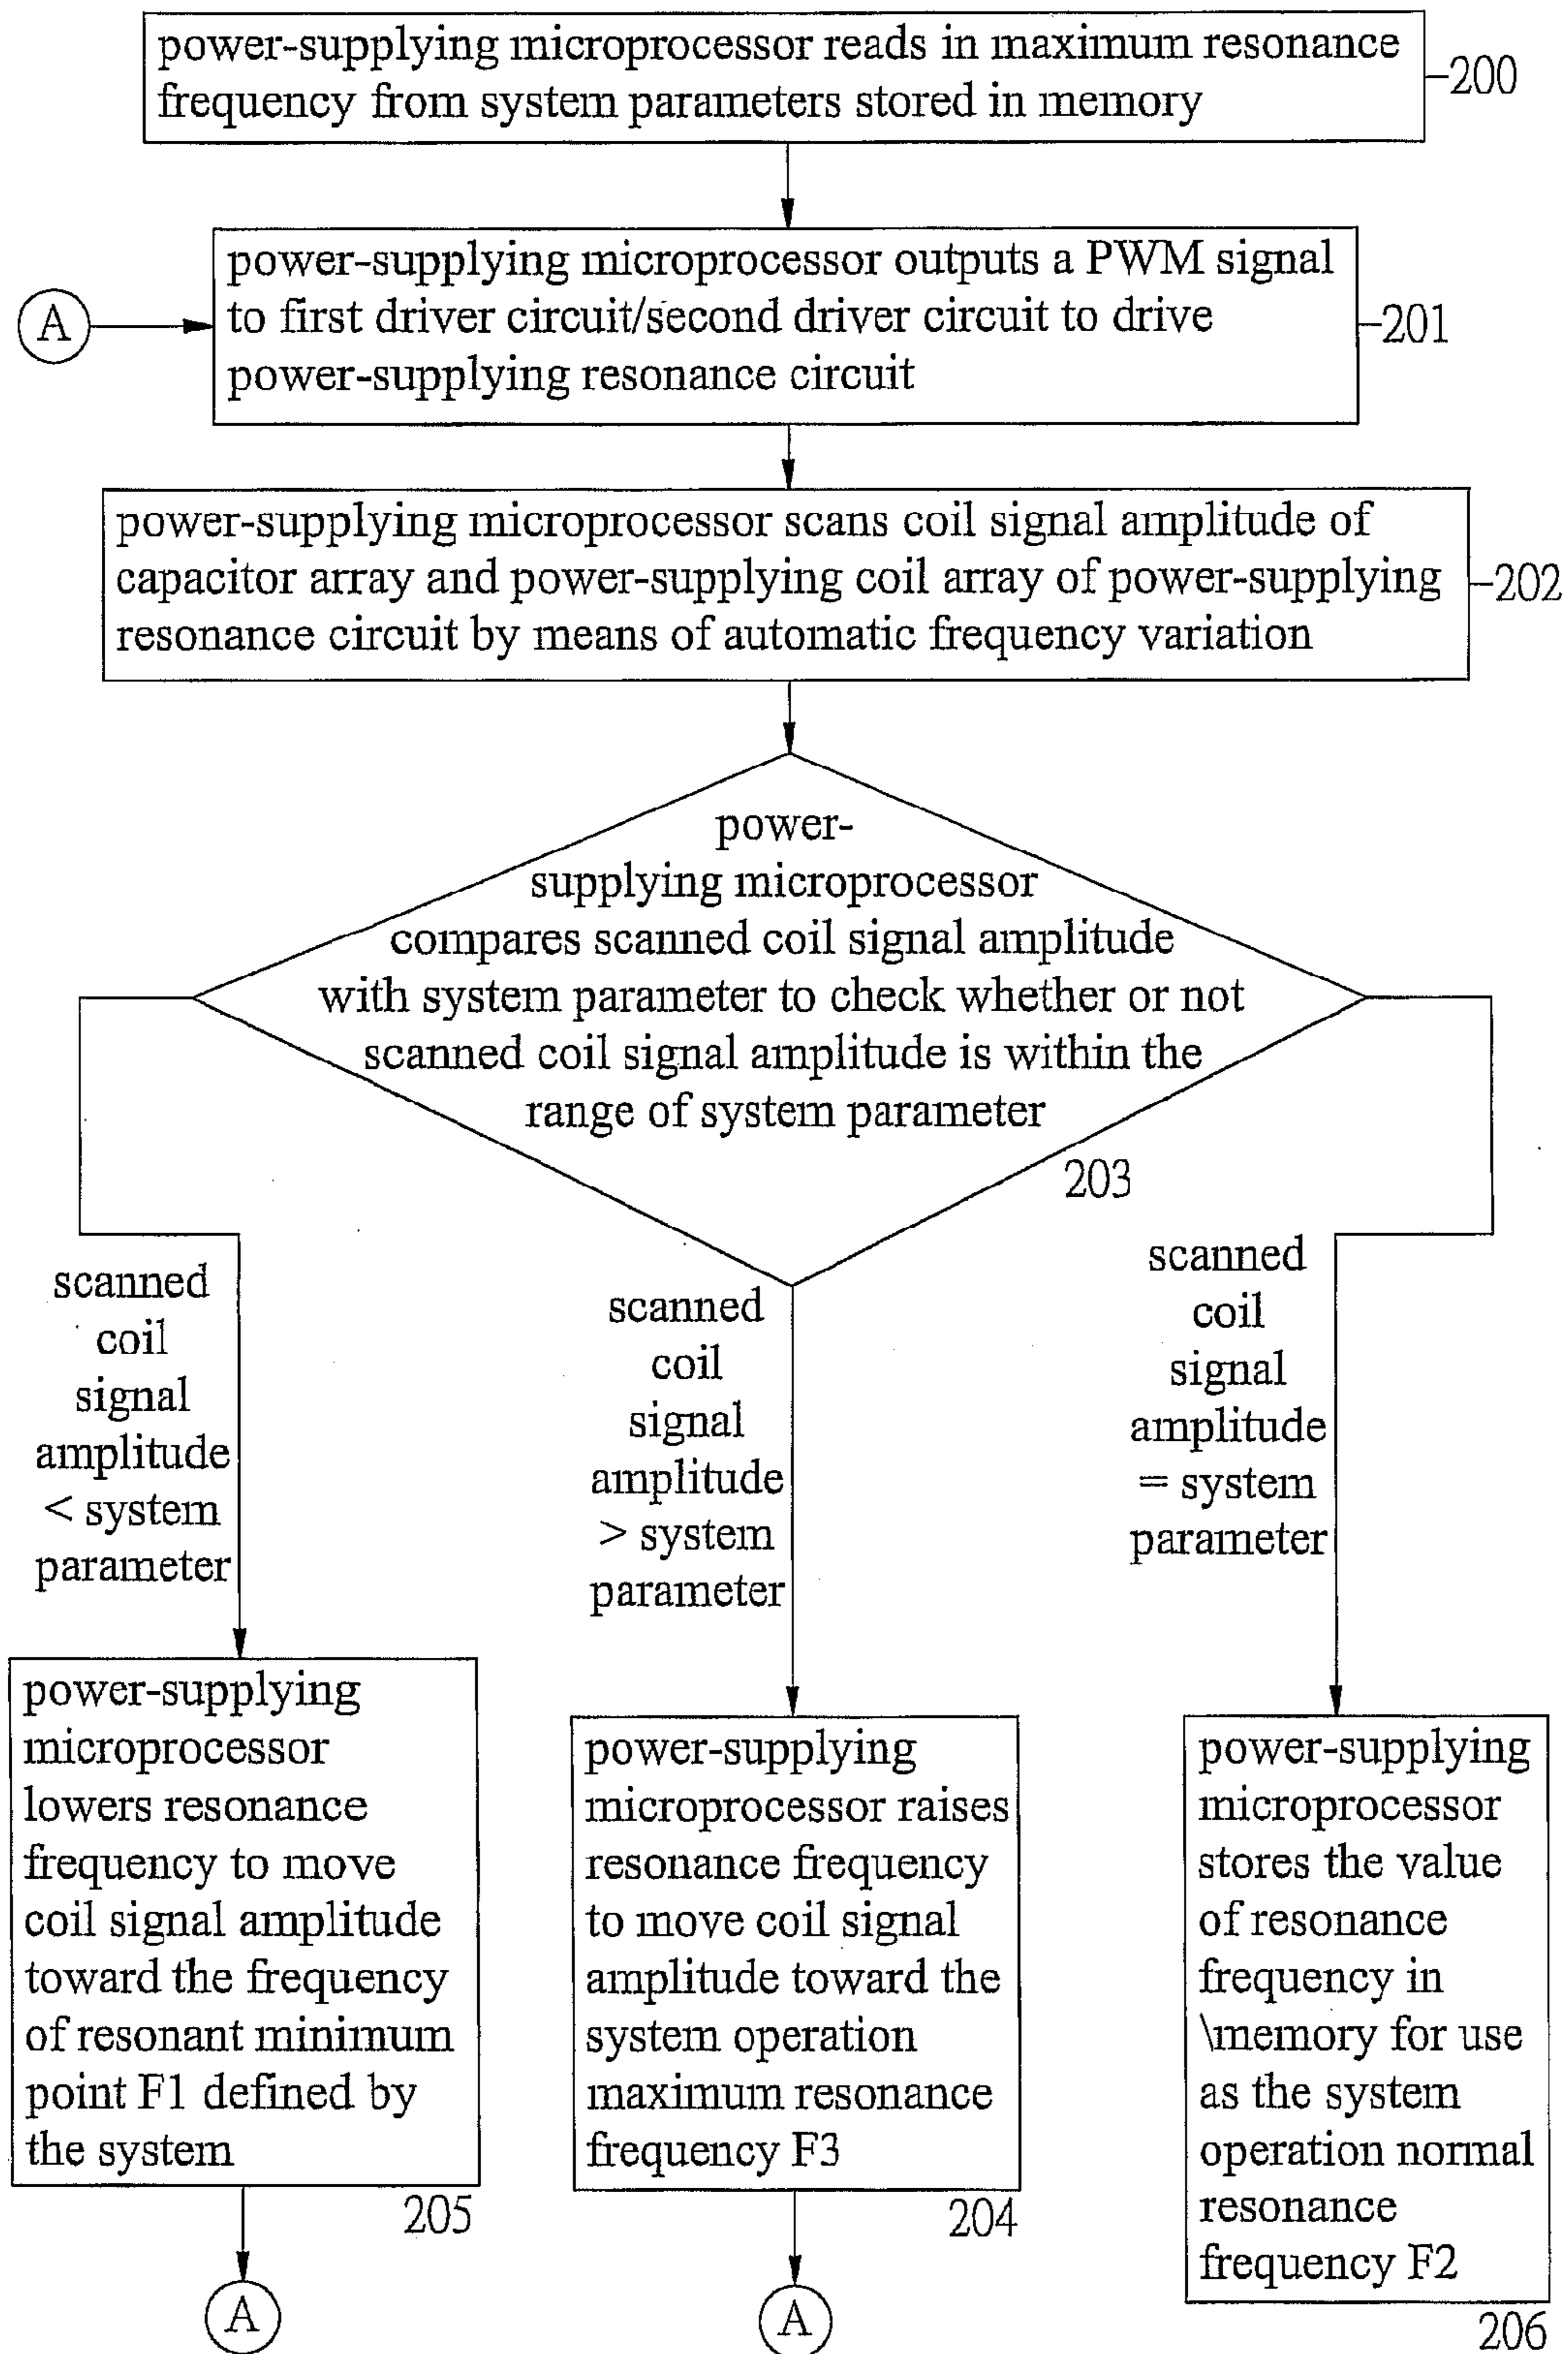 power-supplying microprocessor reads in maximum resonance
frequency from system parameters stored in memory
200
power-supplying microprocessor outputs a PWM signal
to first driver circuit/second driver circuit to drive
power-supplying resonance circuit
201
A
power-supplying microprocessor scans coil signal amplitude of
capacitor array and power-supplying coil array of power-supplying
resonance circuit by means of automatic frequency variation
202
power-
supplying microprocessor
compares scanned coil signal amplitude
with system parameter to check whether or not
scanned coil signal amplitude is within the
range of system parameter
203
scanned
coil
signal
amplitude
< system
parameter
scanned
coil
signal
amplitude
> system
parameter
scanned
coil
signal
amplitude
= system
parameter
power-supplying
microprocessor
lowers resonance
frequency to move
coil signal amplitude
toward the frequency
of resonant minimum
point F1 defined by
the system
205
A
power-supplying
microprocessor raises
resonance frequency
to move coil signal
amplitude toward the
system operation
maximum resonance
frequency F3
204
A
power-supplying
microprocessor
stores the value
of resonance
frequency in
\memory for use
as the system
operation normal
resonance
frequency F2
206